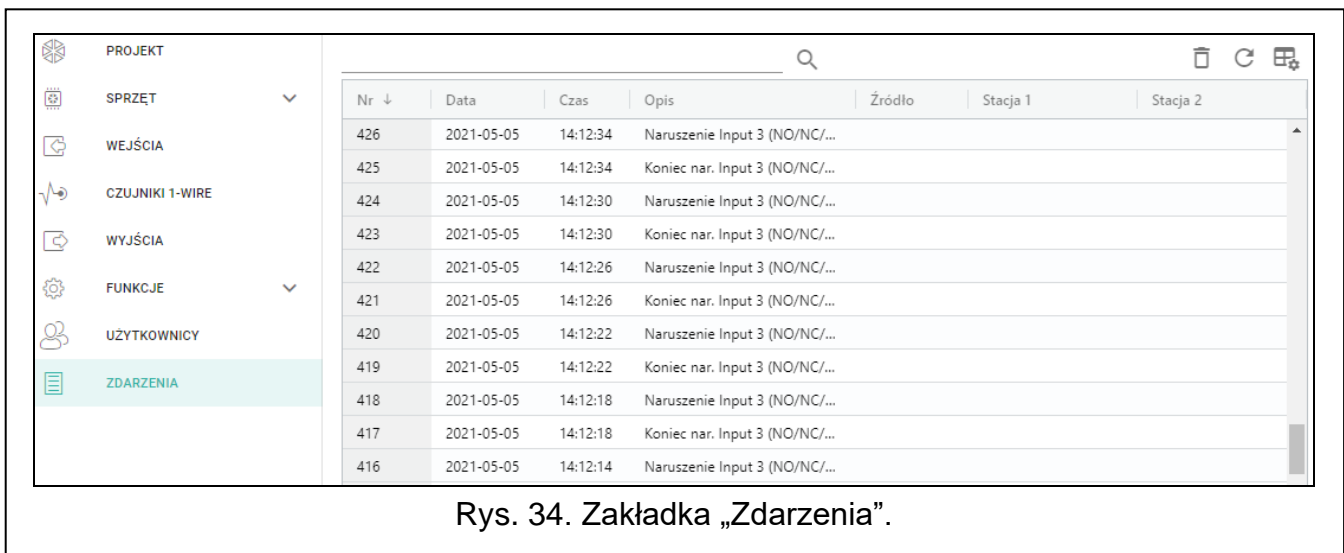 PROJEKT
SPRZĘT
WEJŚCIA
CZUJNIKI 1-WIRE
WYJŚCIA
FUNKCJE
UŻYTKOWNICY
ZDARZENIA
Nr ↓ Data Czas Opis Źródło Stacja 1 Stacja 2
426 2021-05-05 14:12:34 Naruszenie Input 3 (NO/NC/...
425 2021-05-05 14:12:34 Koniec nar. Input 3 (NO/NC/...
424 2021-05-05 14:12:30 Naruszenie Input 3 (NO/NC/...
423 2021-05-05 14:12:30 Koniec nar. Input 3 (NO/NC/...
422 2021-05-05 14:12:26 Naruszenie Input 3 (NO/NC/...
421 2021-05-05 14:12:26 Koniec nar. Input 3 (NO/NC/...
420 2021-05-05 14:12:22 Naruszenie Input 3 (NO/NC/...
419 2021-05-05 14:12:22 Koniec nar. Input 3 (NO/NC/...
418 2021-05-05 14:12:18 Naruszenie Input 3 (NO/NC/...
417 2021-05-05 14:12:18 Koniec nar. Input 3 (NO/NC/...
416 2021-05-05 14:12:14 Naruszenie Input 3 (NO/NC/...
Rys. 34. Zakładka „Zdarzenia”.